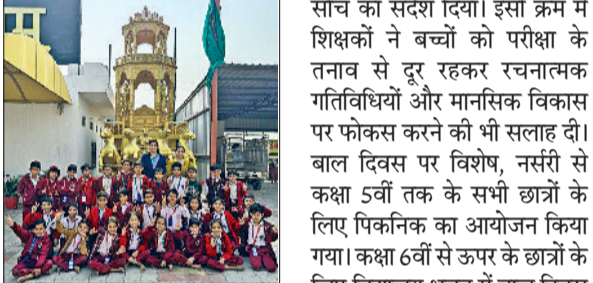 सोच का संदेश दिया। इसी क्रम में
शिक्षकों ने बच्चों को परीक्षा के
तनाव से दूर रहकर रचनात्मक
गतिविधियों और मानसिक विकास
पर फोकस करने की भी सलाह दी।
बाल दिवस पर विशेष, नर्सरी से
कक्षा 5वीं तक के सभी छात्रों के
लिए पिकनिक का आयोजन किया
गया। कक्षा 6वीं से ऊपर के छात्रों के